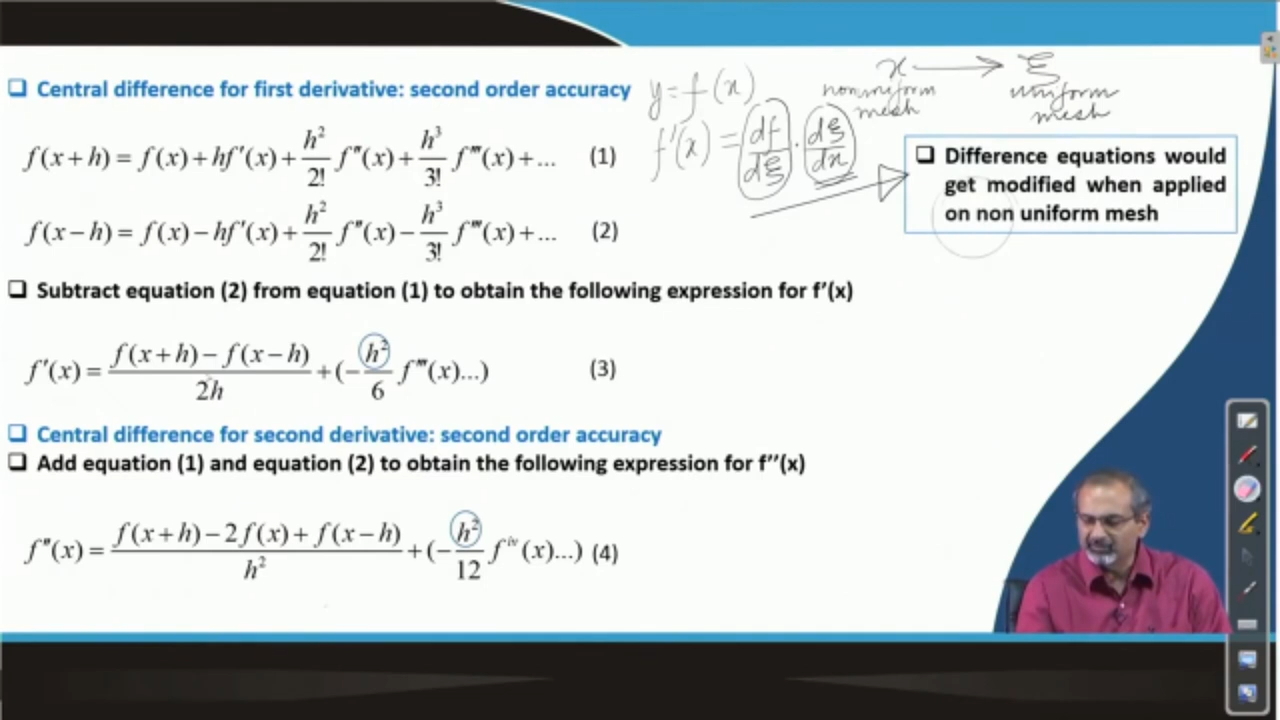 ❑ Central difference for first derivative: second order accuracy
y = f(x)
x ⟶ ξ
nonuniform mesh
uniform mesh
f'(x) = df/dξ · dξ/dx
f(x+h) = f(x) + hf'(x) + h²/2! f''(x) + h³/3! f'''(x) + ... (1)
f(x−h) = f(x) − hf'(x) + h²/2! f''(x) − h³/3! f'''(x) + ... (2)
❑ Difference equations would
get modified when applied
on non uniform mesh
❑ Subtract equation (2) from equation (1) to obtain the following expression for f'(x)
f'(x) = f(x+h) − f(x−h) / 2h + (− h²/6 f'''(x)...) (3)
❑ Central difference for second derivative: second order accuracy
❑ Add equation (1) and equation (2) to obtain the following expression for f''(x)
f''(x) = f(x+h) − 2f(x) + f(x−h) / h² + (− h²/12 f^iv(x)...) (4)